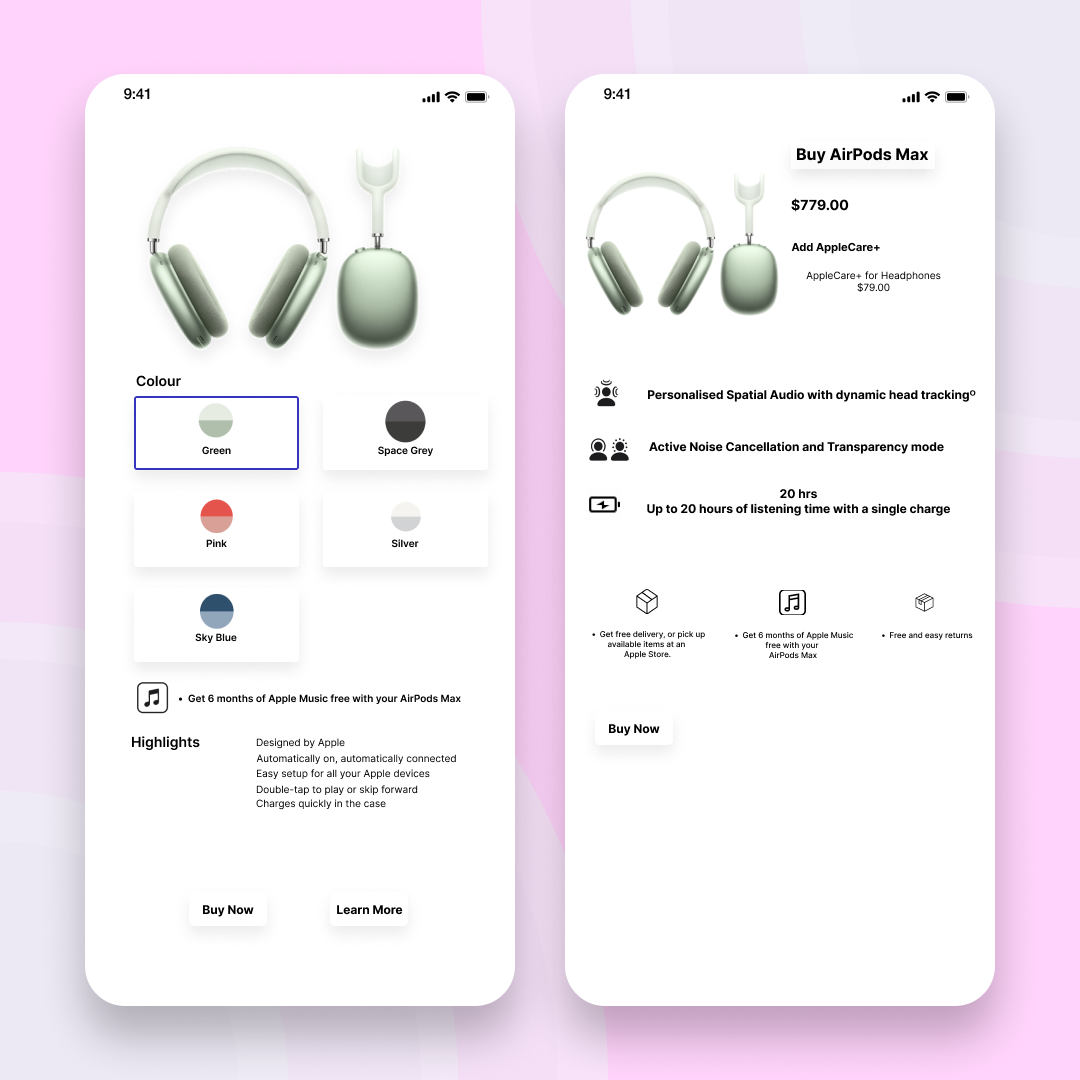 9:41
Colour
Green
Space Grey
Pink
Silver
Sky Blue
• Get 6 months of Apple Music free with your AirPods Max
Highlights
Designed by Apple
Automatically on, automatically connected
Easy setup for all your Apple devices
Double-tap to play or skip forward
Charges quickly in the case
Buy Now
Learn More
9:41
Buy AirPods Max
$779.00
Add AppleCare+
AppleCare+ for Headphones
$79.00
Personalised Spatial Audio with dynamic head trackingº
Active Noise Cancellation and Transparency mode
20 hrs
Up to 20 hours of listening time with a single charge
• Get free delivery, or pick up
available items at an
Apple Store.
• Get 6 months of Apple Music
free with your
AirPods Max
• Free and easy returns
Buy Now